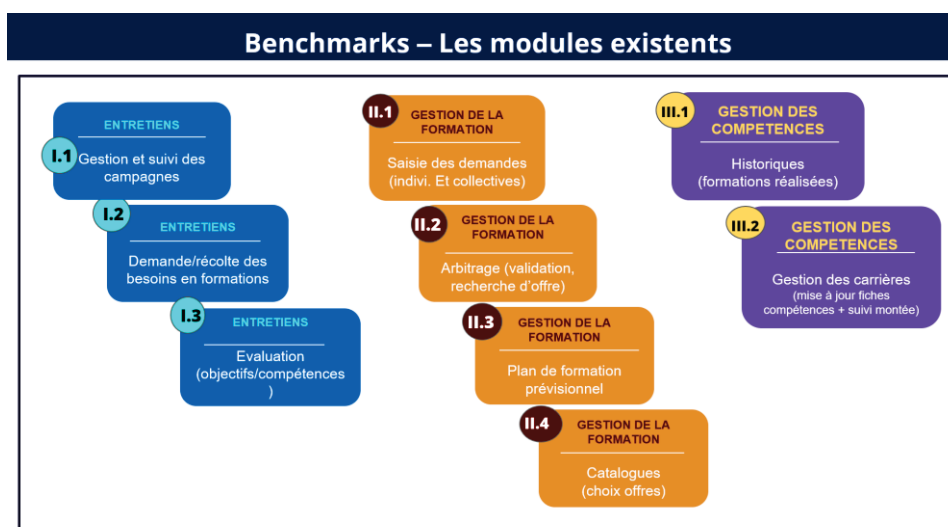 Benchmarks – Les modules existents
I.1
ENTRETIENS
Gestion et suivi des
campagnes
I.2
ENTRETIENS
Demande/récolte des
besoins en formations
I.3
ENTRETIENS
Evaluation
(objectifs/compétences
)
II.1
GESTION DE LA
FORMATION
Saisie des demandes
(indivi. Et collectives)
II.2
GESTION DE LA
FORMATION
Arbitrage (validation,
recherche d’offre)
II.3
GESTION DE LA
FORMATION
Plan de formation
prévisionnel
II.4
GESTION DE LA
FORMATION
Catalogues
(choix offres)
III.1
GESTION DES
COMPETENCES
Historiques
(formations réalisées)
III.2
GESTION DES
COMPETENCES
Gestion des carrières
(mise à jour fiches
compétences + suivi montée)